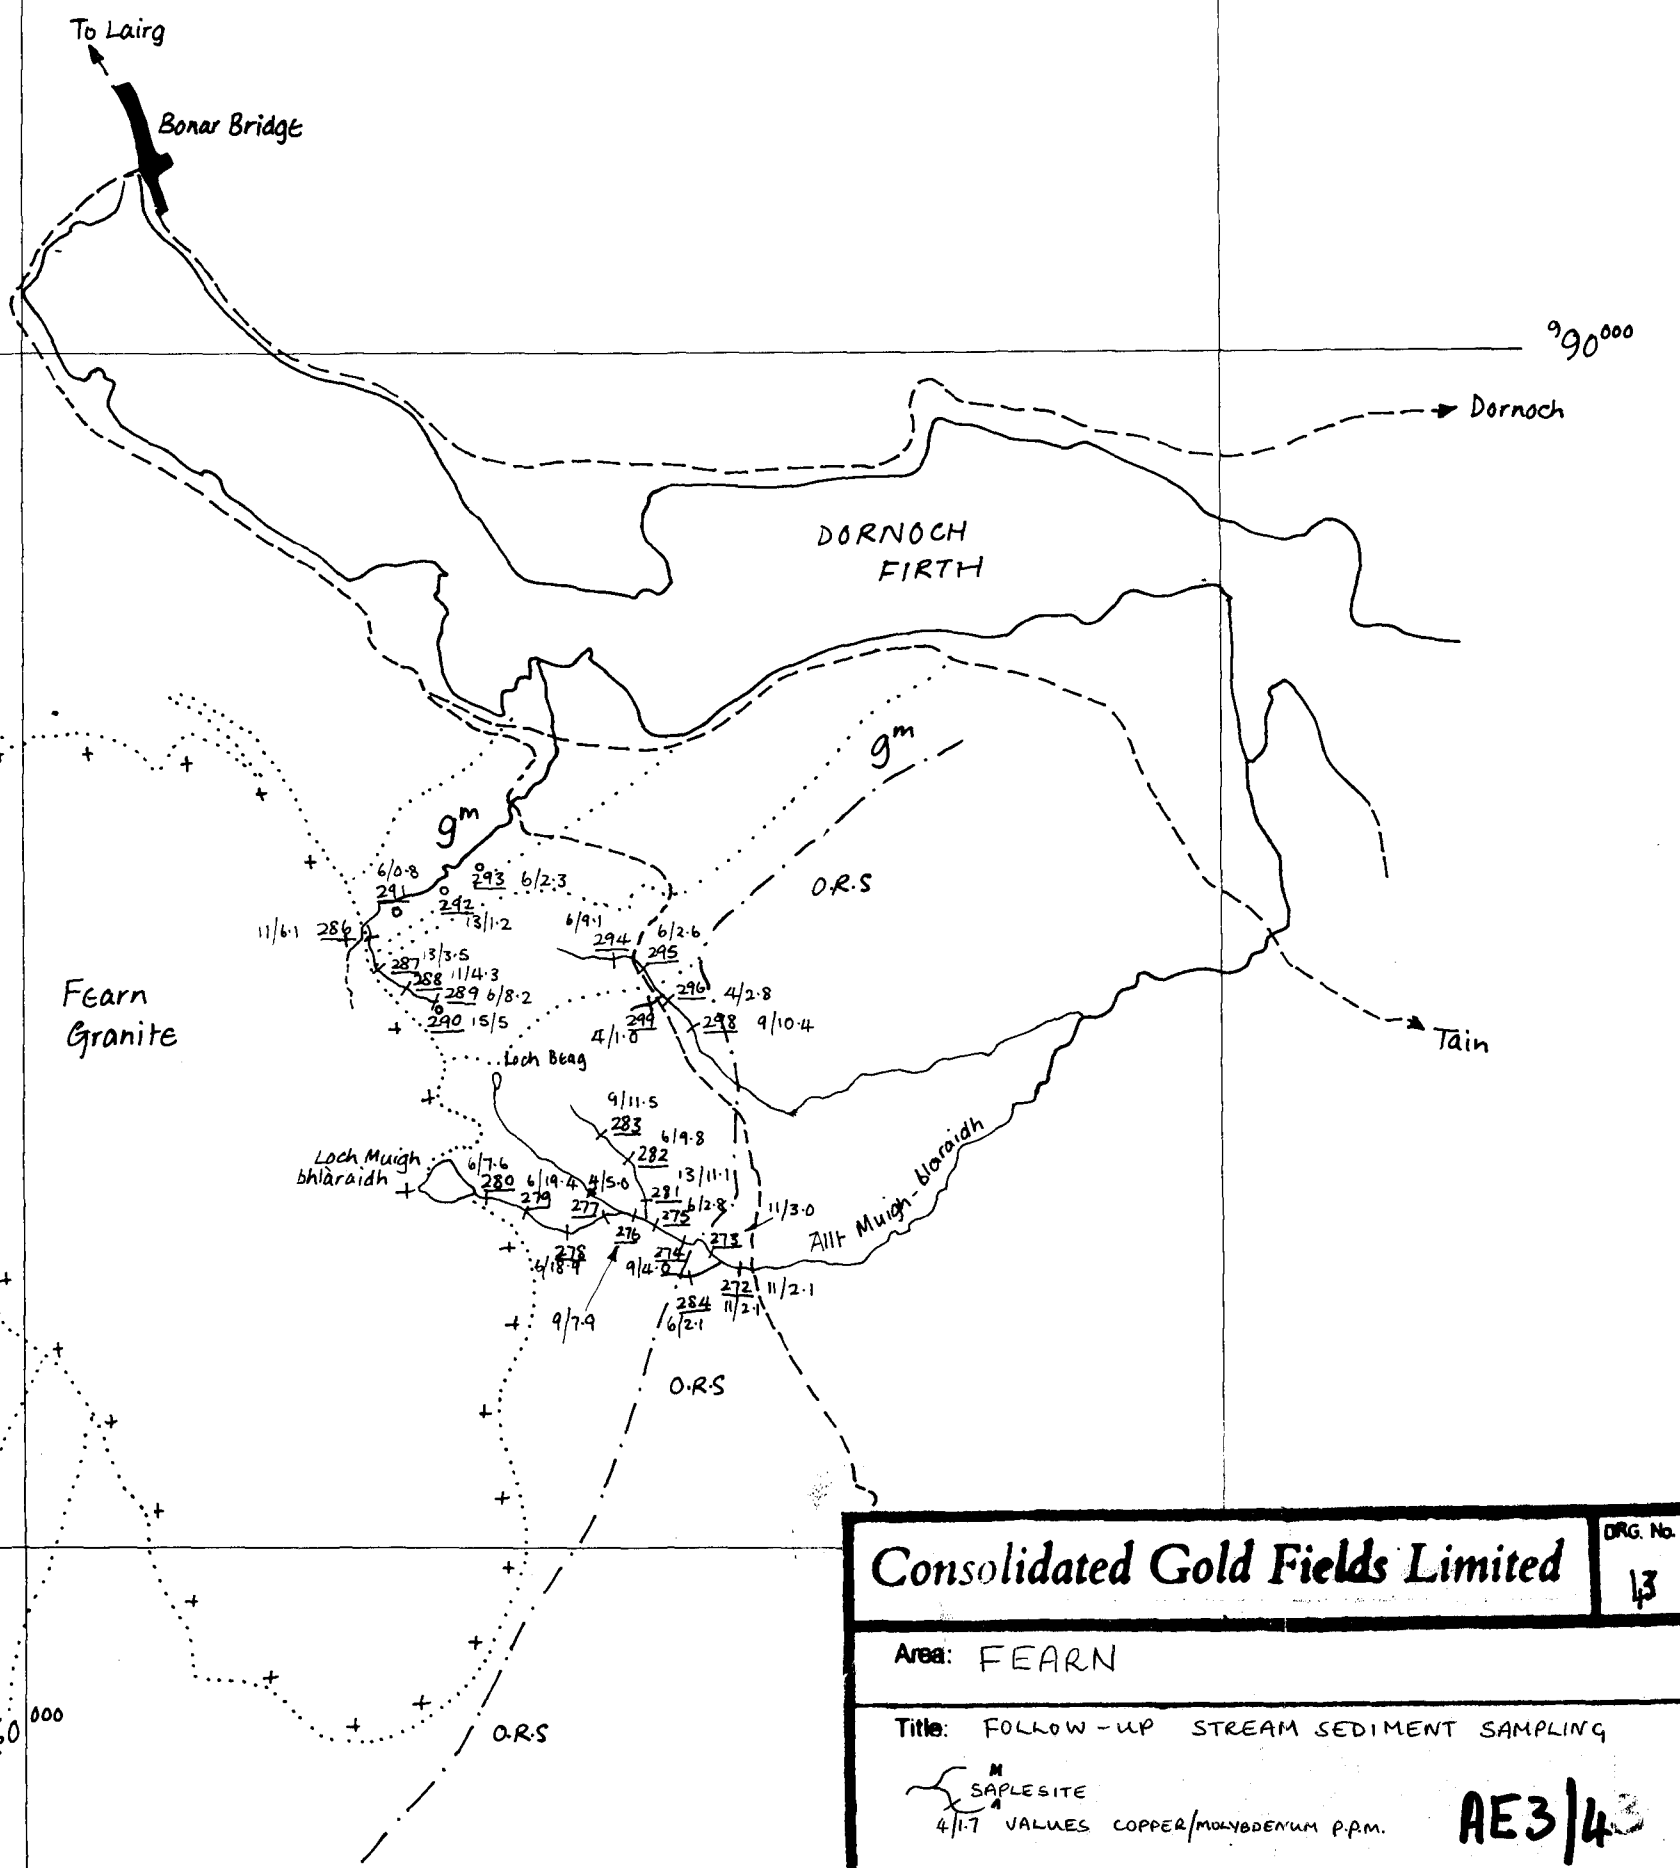 To Lairg
Bonar Bridge
990000
Dornoch
DORNOCH
FIRTH
gm
gm
O.R.S
6/0.8
291
293 6/2.3
292
13/1.2
11/6.1 286
6/9.1
294
6/2.6
295
287 13/3.5
288 11/4.3
289 6/8.2
290 15/5
296 4/2.8
299
4/1.0
298 9/10.4
Fearn
Granite
Tain
Loch Beag
9/11.5
283
6/9.8
282
Loch Muigh
bhlàraidh
6/7.6
280
6/19.4
279
4/5.0
277
13/11.1
281
6/2.8
275
11/3.0
273
276
278
6/18.9
9/4.0
274
Allt Muigh-blaraidh
272 11/2.1
11/2.1
284
6/2.1
9/7.9
O.R.S
O.R.S
000
Consolidated Gold Fields Limited
DRG. No.
43
Area: FEARN
Title: FOLLOW-UP STREAM SEDIMENT SAMPLING
M
SAPLESITE
4/1.7 VALUES COPPER/MOLYBDENUM P.P.M.
AE3/43